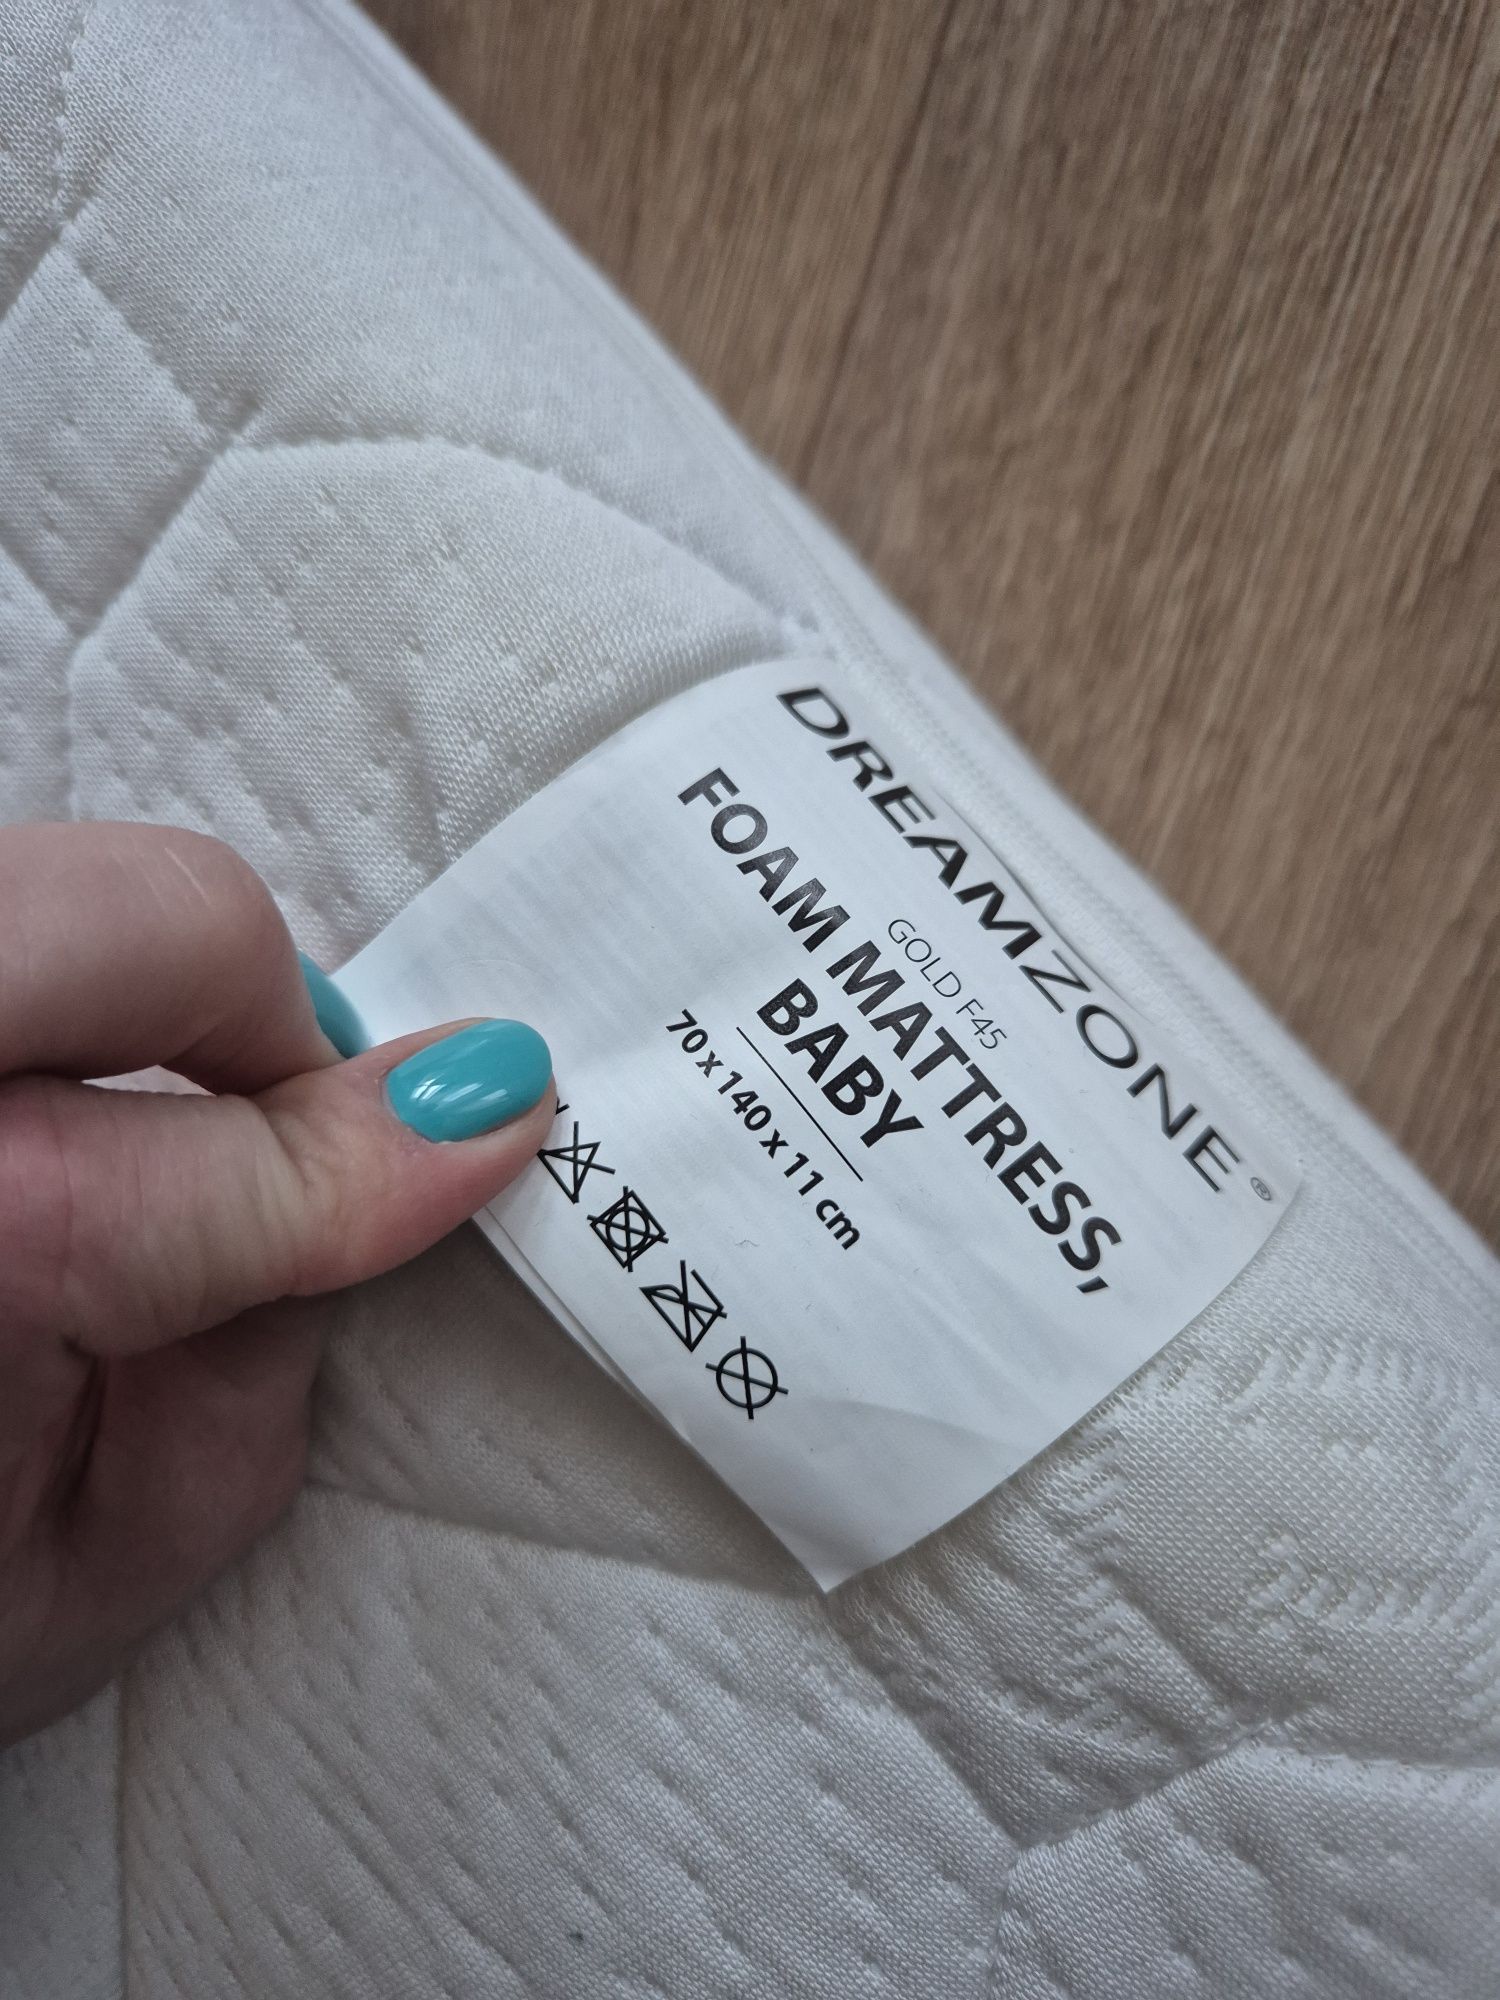 DREAMZONE®
GOLD F45
FOAM MATTRESS,
BABY
70 x 140 x 11 cm